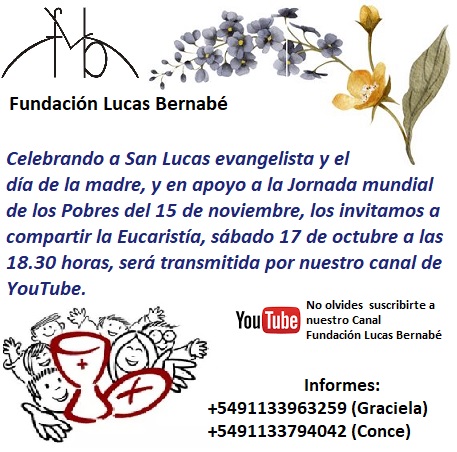 Fundación Lucas Bernabé
Celebrando a San Lucas evangelista y el
día de la madre, y en apoyo a la Jornada mundial
de los Pobres del 15 de noviembre, los invitamos a
compartir la Eucaristía, sábado 17 de octubre a las
18.30 horas, será transmitida por nuestro canal de
YouTube.
YouTube
No olvides suscribirte a
nuestro Canal
Fundación Lucas Bernabé
Informes:
+5491133963259 (Graciela)
+5491133794042 (Conce)